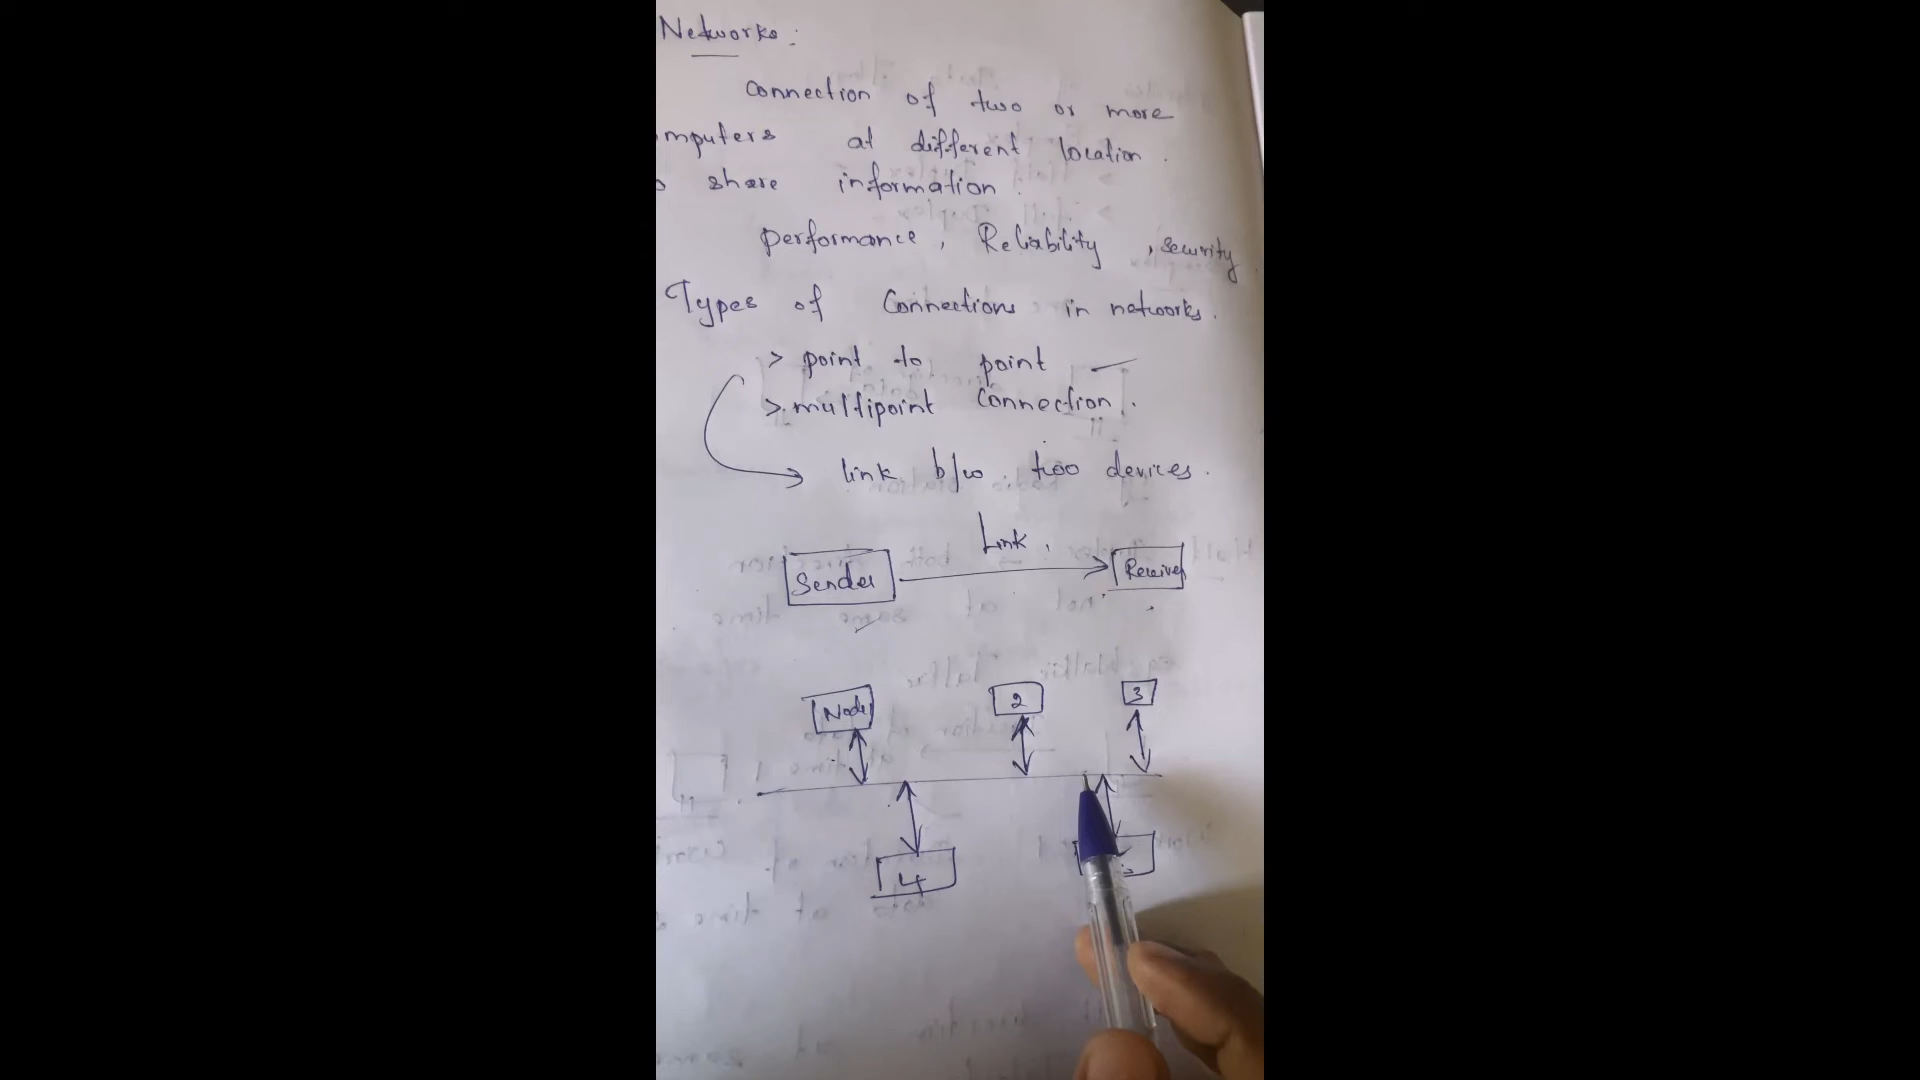 Networks:
Connection of two or more
mputers at different location.
o share information.
performance, Reliability, security
Types of Connections in networks.
> point to point
> multipoint connection.
link b/w two devices.
Link.
Sender
Receiver
Node
2
3
4